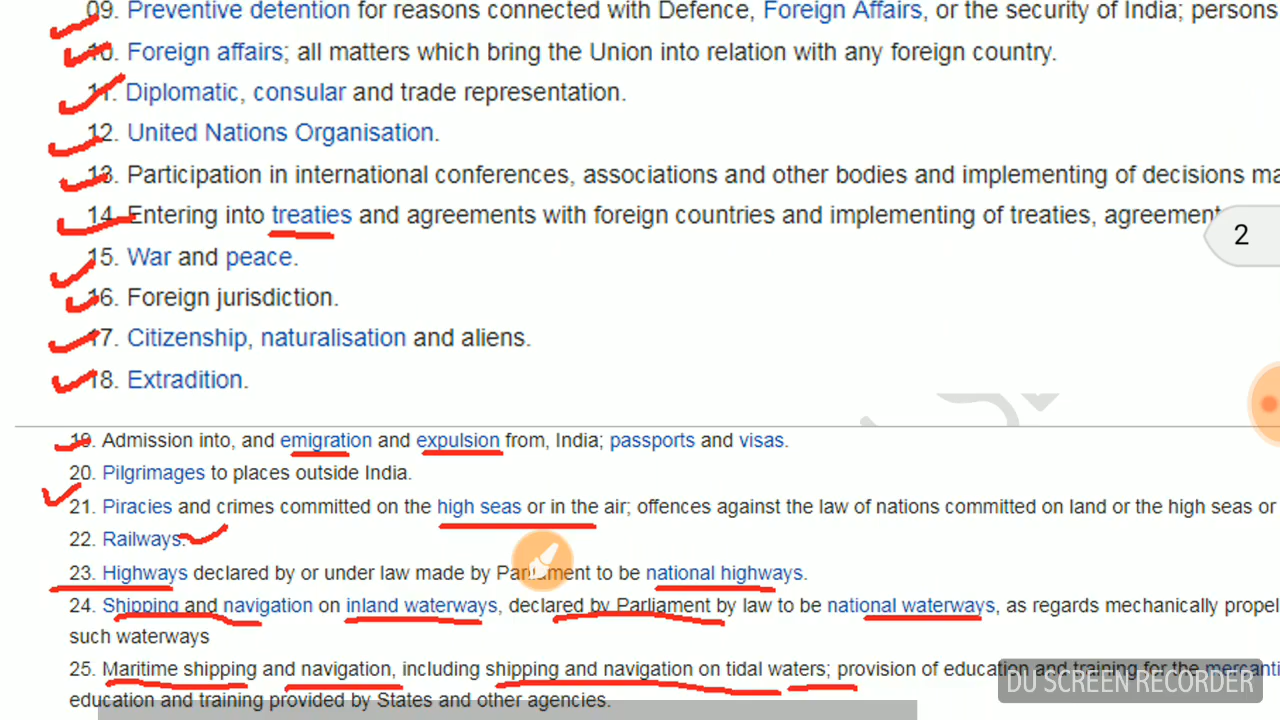 09. Preventive detention for reasons connected with Defence, Foreign Affairs, or the security of India; persons
10. Foreign affairs; all matters which bring the Union into relation with any foreign country.
11. Diplomatic, consular and trade representation.
12. United Nations Organisation.
13. Participation in international conferences, associations and other bodies and implementing of decisions
14. Entering into treaties and agreements with foreign countries and implementing of treaties,
2
15. War and peace.
16. Foreign jurisdiction.
17. Citizenship, naturalisation and aliens.
18. Extradition.
19. Admission into, and emigration and expulsion from, India; passports and visas.
20. Pilgrimages to places outside India.
21. Piracies and crimes committed on the high seas or in the air; offences against the law of nations committed on land or the high seas or
22. Railways.
23. Highways declared by or under law made by Parliament to be national highways.
24. Shipping and navigation on inland waterways, declared by Parliament by law to be national waterways, as regards mechanically
such waterways
25. Maritime shipping and navigation, including shipping and navigation on tidal waters; provision of education and training for the
DU SCREEN RECORDER
education and training provided by States and other agencies.